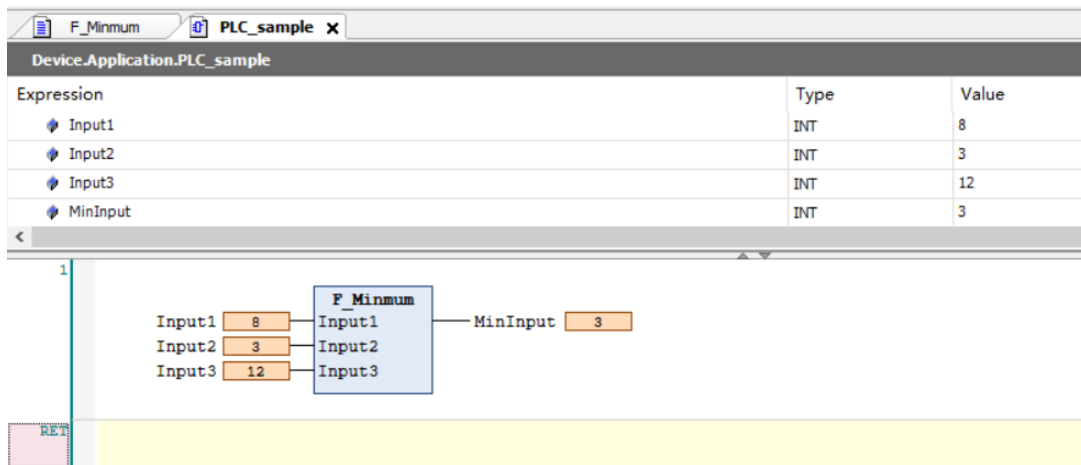 F_Minmum PLC_sample X
Device.Application.PLC_sample
Expression Type Value
Input1 INT 8
Input2 INT 3
Input3 INT 12
MinInput INT 3
1
F_Minmum
Input1 8 Input1 MinInput 3
Input2 3 Input2
Input3 12 Input3
RET